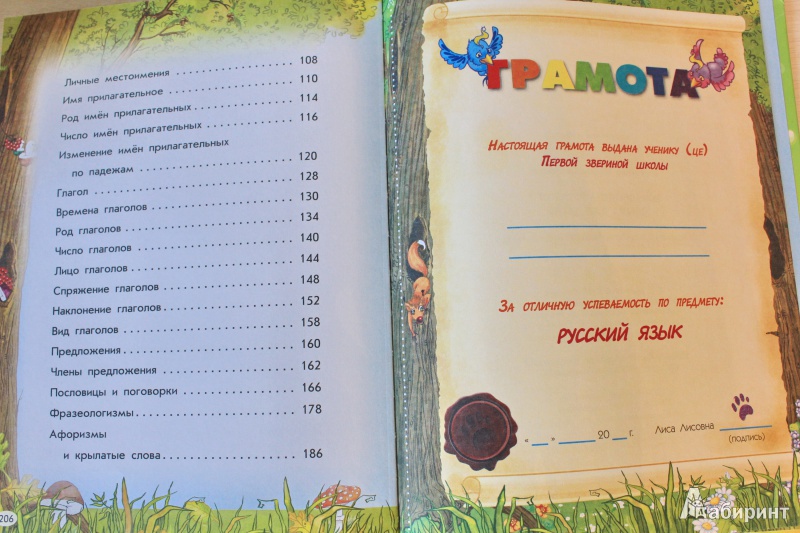 Личные местоимения 108
Имя прилагательное 110
Род имён прилагательных 114
Число имён прилагательных 116
Изменение имён прилагательных
по падежам 120
Глагол 128
Времена глаголов 130
Род глаголов 134
Число глаголов 140
Лицо глаголов 144
Спряжение глаголов 148
Наклонение глаголов 152
Вид глаголов 158
Предложения 160
Члены предложения 162
Пословицы и поговорки 166
Фразеологизмы 178
Афоризмы
и крылатые слова 186
206
ГРАМОТА
Настоящая грамота выдана ученику (це)
Первой звериной школы
За отличную успеваемость по предмету:
РУССКИЙ ЯЗЫК
« __ » ______ 20 __ г. Лиса Лисовна ________
(подпись)
Лабиринт